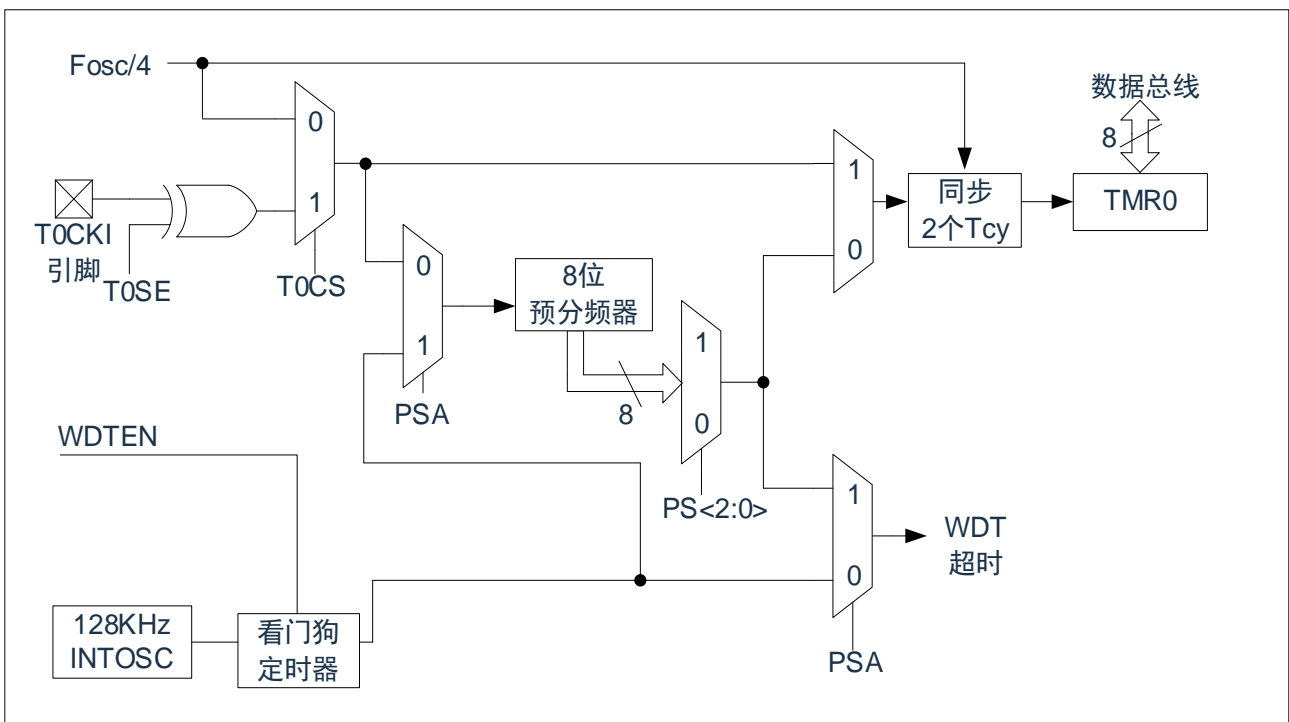 Fosc/4
数据总线
0
8
1
同步
2个Tcy
TMR0
1
T0CKI
引脚
T0SE
T0CS
0
0
8位
预分频器
1
1
8
0
PSA
WDTEN
PS<2:0>
1
WDT
超时
0
128KHz
INTOSC
看门狗
定时器
PSA